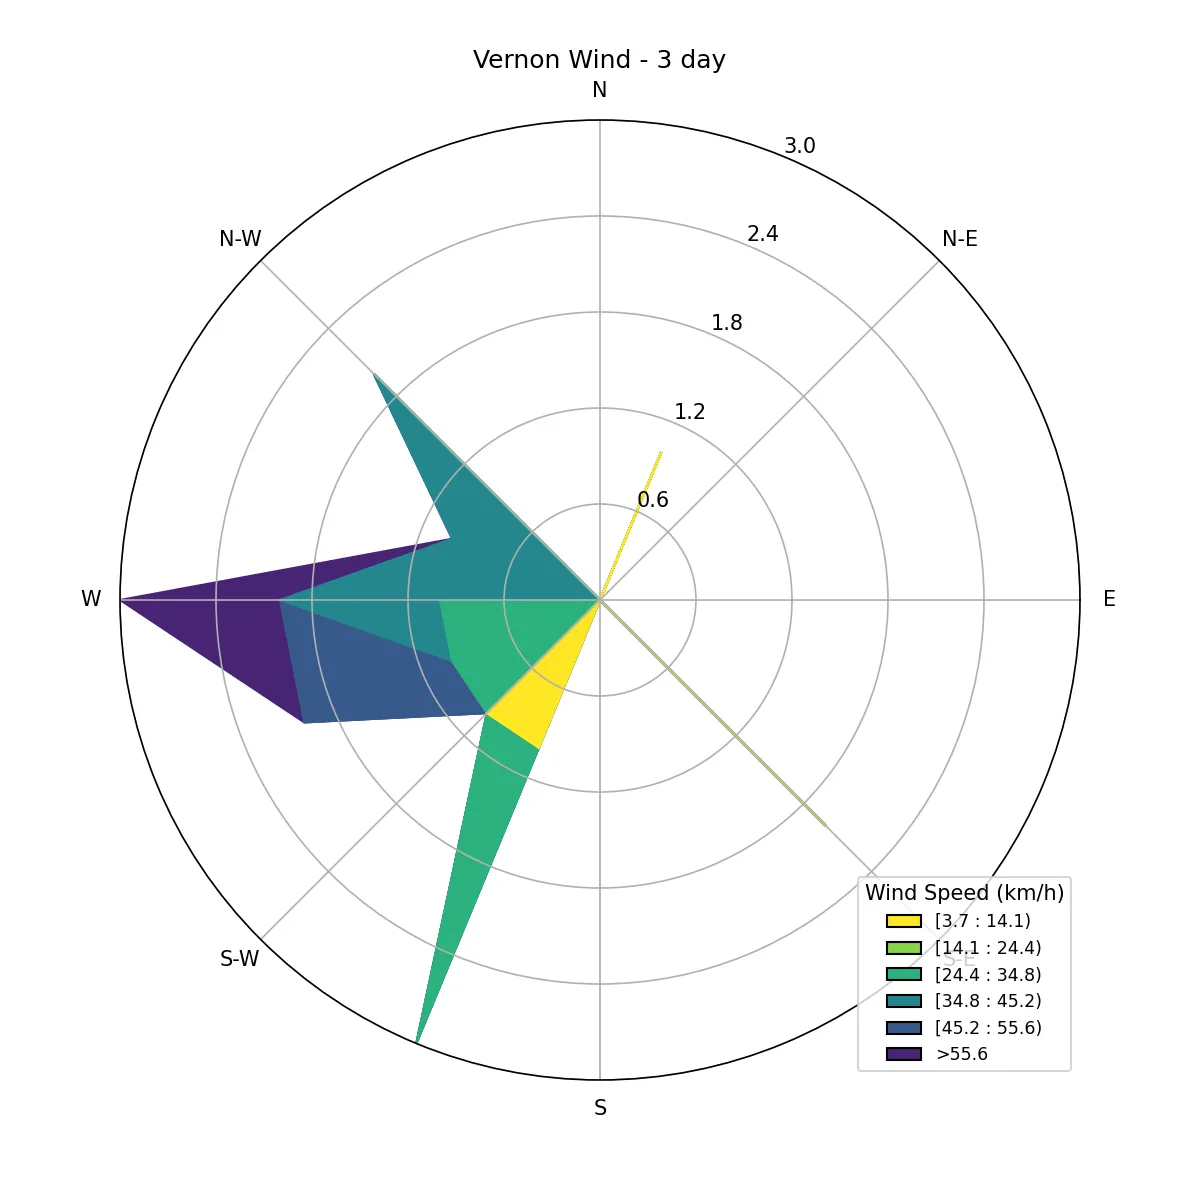 Vernon Wind - 3 day
N
3.0
2.4
N-W
N-E
1.8
1.2
0.6
W
E
Wind Speed (km/h)
[3.7 : 14.1)
[14.1 : 24.4)
S-W
S-E
[24.4 : 34.8)
[34.8 : 45.2)
[45.2 : 55.6)
>55.6
S